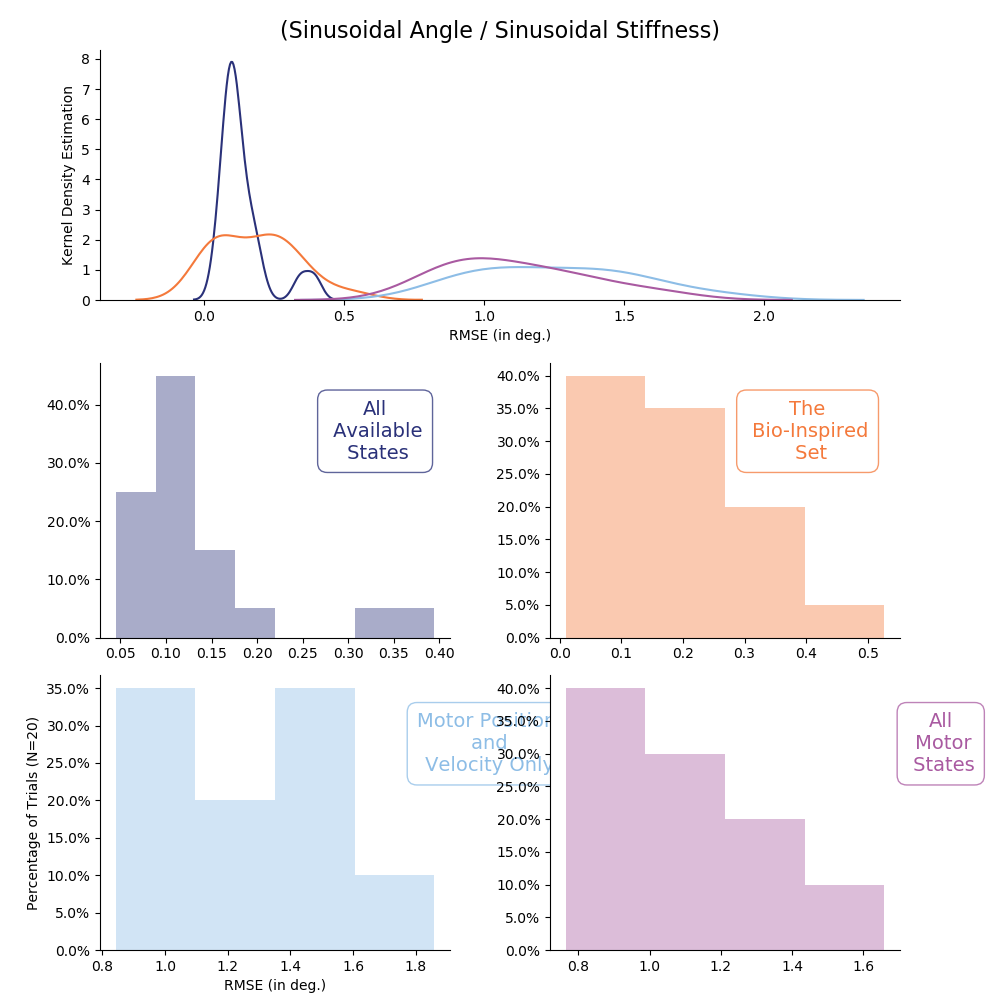 (Sinusoidal Angle / Sinusoidal Stiffness)
Kernel Density Estimation
8
7
6
5
4
3
2
1
0
0.0 0.5 1.0 1.5 2.0
RMSE (in deg.)
40.0%
30.0%
20.0%
10.0%
0.0%
All
Available
States
0.05 0.10 0.15 0.20 0.25 0.30 0.35 0.40
40.0%
35.0%
30.0%
25.0%
20.0%
15.0%
10.0%
5.0%
0.0%
The
Bio-Inspired
Set
0.0 0.1 0.2 0.3 0.4 0.5
Percentage of Trials (N=20)
35.0%
30.0%
25.0%
20.0%
15.0%
10.0%
5.0%
0.0%
Motor Position
and
Velocity Only
0.8 1.0 1.2 1.4 1.6 1.8
RMSE (in deg.)
40.0%
35.0%
30.0%
25.0%
20.0%
15.0%
10.0%
5.0%
0.0%
All
Motor
States
0.8 1.0 1.2 1.4 1.6